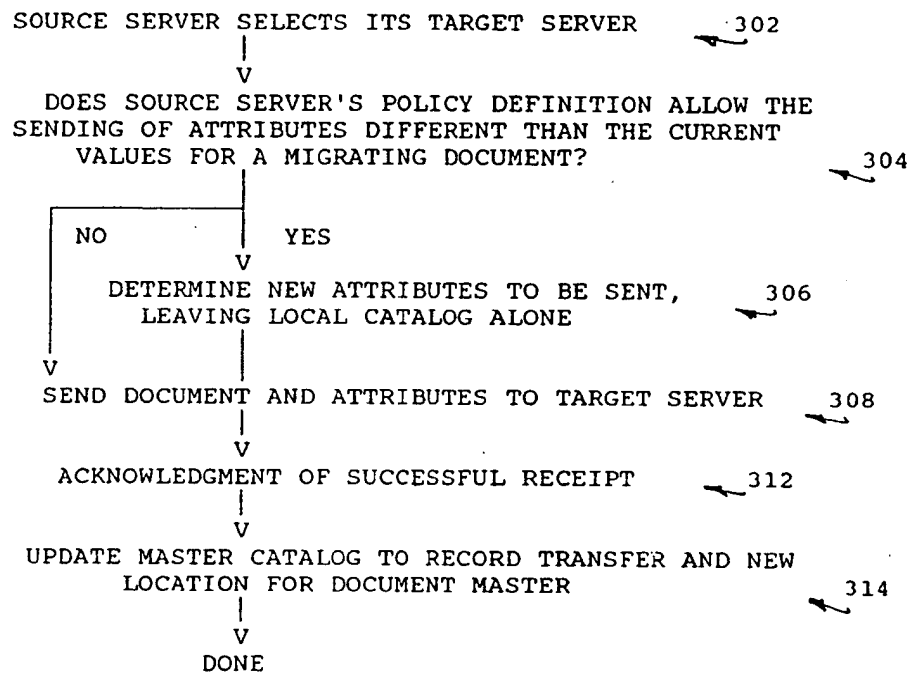 SOURCE SERVER SELECTS ITS TARGET SERVER 302
V
DOES SOURCE SERVER'S POLICY DEFINITION ALLOW THE
SENDING OF ATTRIBUTES DIFFERENT THAN THE CURRENT
VALUES FOR A MIGRATING DOCUMENT? 304
NO YES
V
DETERMINE NEW ATTRIBUTES TO BE SENT, 306
LEAVING LOCAL CATALOG ALONE
V
SEND DOCUMENT AND ATTRIBUTES TO TARGET SERVER 308
V
ACKNOWLEDGMENT OF SUCCESSFUL RECEIPT 312
V
UPDATE MASTER CATALOG TO RECORD TRANSFER AND NEW
LOCATION FOR DOCUMENT MASTER 314
V
DONE